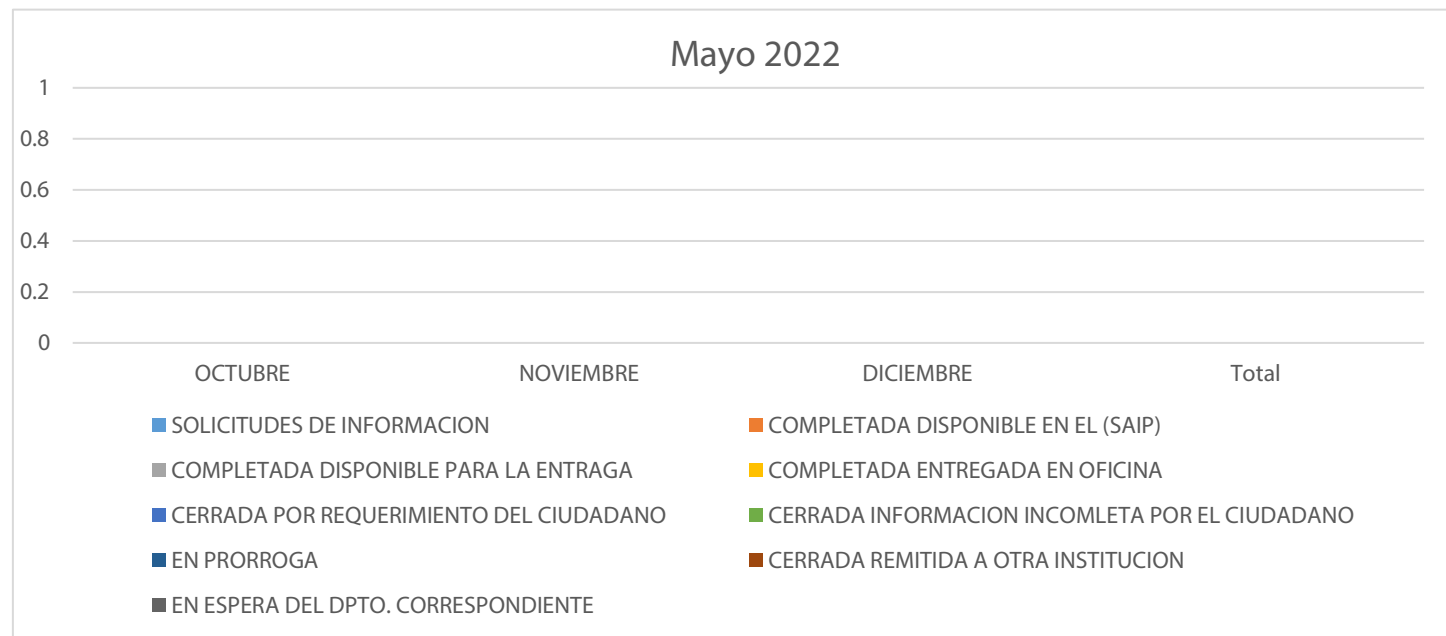 Mayo 2022
1
0.8
0.6
0.4
0.2
0
OCTUBRE NOVIEMBRE DICIEMBRE Total
SOLICITUDES DE INFORMACION COMPLETADA DISPONIBLE EN EL (SAIP)
COMPLETADA DISPONIBLE PARA LA ENTRAGA COMPLETADA ENTREGADA EN OFICINA
CERRADA POR REQUERIMIENTO DEL CIUDADANO CERRADA INFORMACION INCOMLETA POR EL CIUDADANO
EN PRORROGA CERRADA REMITIDA A OTRA INSTITUCION
EN ESPERA DEL DPTO. CORRESPONDIENTE